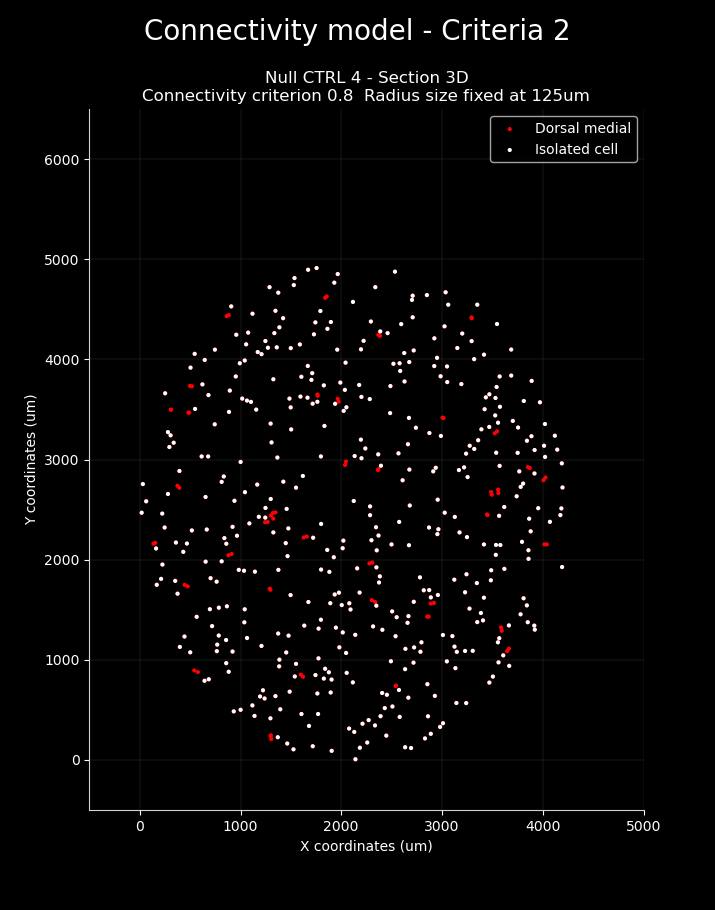 Connectivity model - Criteria 2
Null CTRL 4 - Section 3D
Connectivity criterion 0.8  Radius size fixed at 125um
Dorsal medial
Isolated cell
6000
5000
4000
3000
2000
1000
0
Y coordinates (um)
0 1000 2000 3000 4000 5000
X coordinates (um)